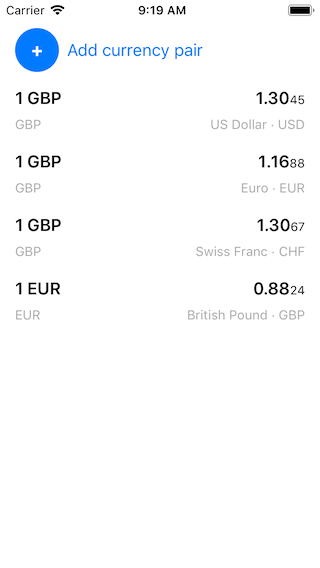 Carrier 9:19 AM
+ Add currency pair
1 GBP 1.3045
GBP US Dollar · USD
1 GBP 1.1688
GBP Euro · EUR
1 GBP 1.3067
GBP Swiss Franc · CHF
1 EUR 0.8824
EUR British Pound · GBP